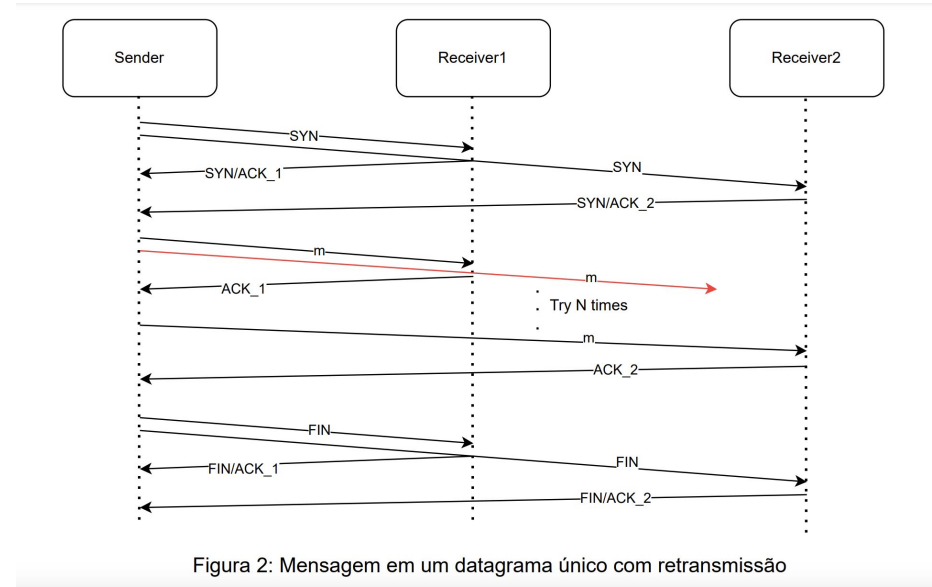 Sender
Receiver1
Receiver2
SYN
SYN
SYN/ACK_1
SYN/ACK_2
m
m
ACK_1
Try N times
m
ACK_2
FIN
FIN
FIN/ACK_1
FIN/ACK_2
Figura 2: Mensagem em um datagrama único com retransmissão